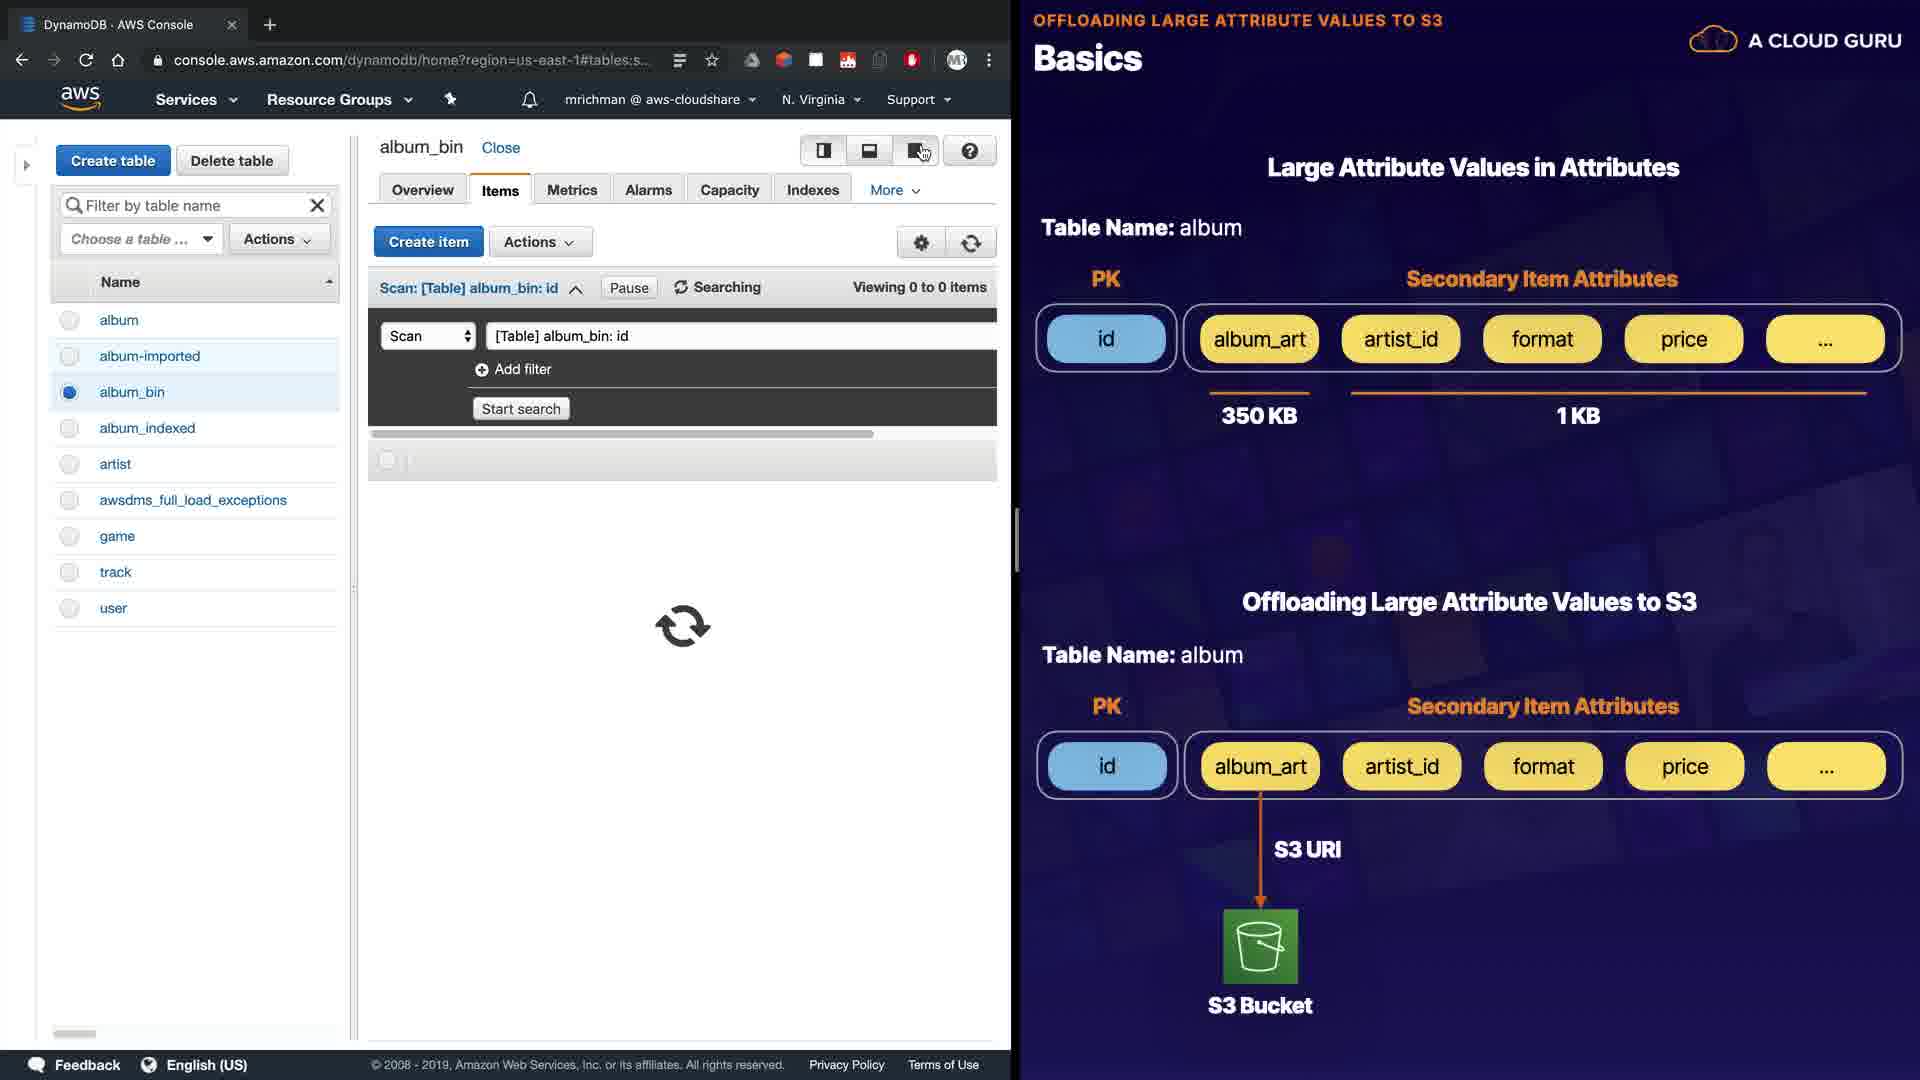 DynamoDB · AWS Console
console.aws.amazon.com/dynamodb/home?region=us-east-1#tables:s...
MR
aws
Services
Resource Groups
mrichman @ aws-cloudshare
N. Virginia
Support
Create table
Delete table
Filter by table name
Choose a table ...
Actions
Name
album
album-imported
album_bin
album_indexed
artist
awsdms_full_load_exceptions
game
track
user
album_bin
Close
Overview
Items
Metrics
Alarms
Capacity
Indexes
More
Create item
Actions
Scan: [Table] album_bin: id
Pause
Searching
Viewing 0 to 0 items
Scan
[Table] album_bin: id
Add filter
Start search
Feedback
English (US)
© 2008 - 2019, Amazon Web Services, Inc. or its affiliates. All rights reserved.
Privacy Policy
Terms of Use
OFFLOADING LARGE ATTRIBUTE VALUES TO S3
Basics
A CLOUD GURU
Large Attribute Values in Attributes
Table Name: album
PK
Secondary Item Attributes
id
album_art
artist_id
format
price
...
350 KB
1 KB
Offloading Large Attribute Values to S3
Table Name: album
PK
Secondary Item Attributes
id
album_art
artist_id
format
price
...
S3 URI
S3 Bucket